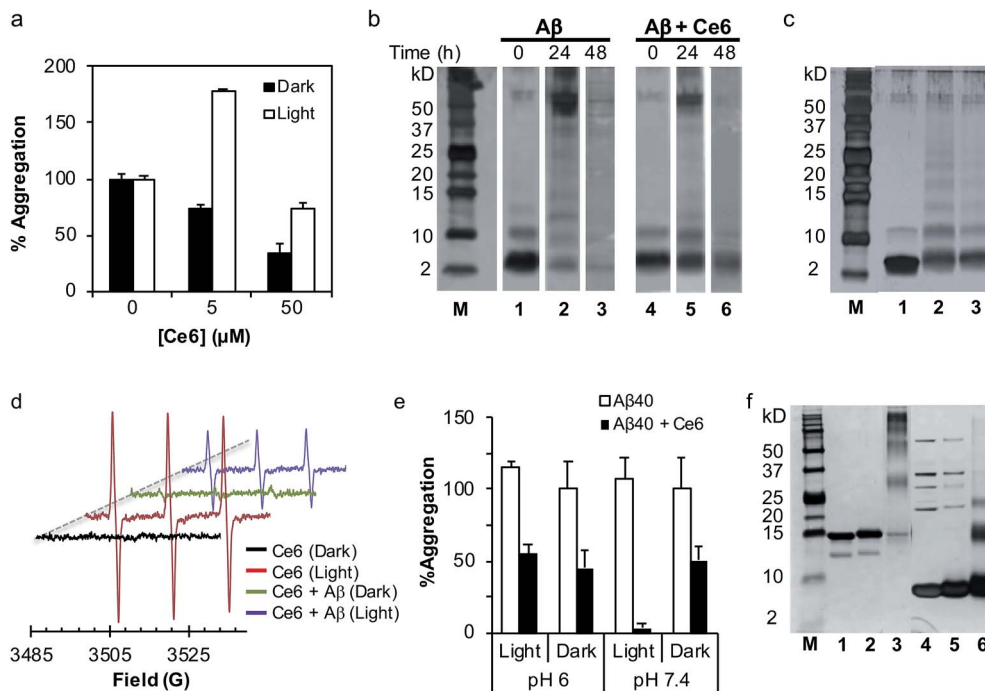 a
200
150
100
50
0
% Aggregation
Dark
Light
0 5 50
[Ce6] (µM)
b
Aβ Aβ + Ce6
Time (h) 0 24 48 0 24 48
kD
50
37
25
20
15
10
2
M 1 2 3 4 5 6
c
kD
50
37
25
20
15
10
2
M 1 2 3
d
Ce6 (Dark)
Ce6 (Light)
Ce6 + Aβ (Dark)
Ce6 + Aβ (Light)
3485 3505 3525
Field (G)
e
Aβ40
Aβ40 + Ce6
150
100
50
0
%Aggregation
Light Dark Light Dark
pH 6 pH 7.4
f
kD
50
37
25
20
15
10
2
M 1 2 3 4 5 6